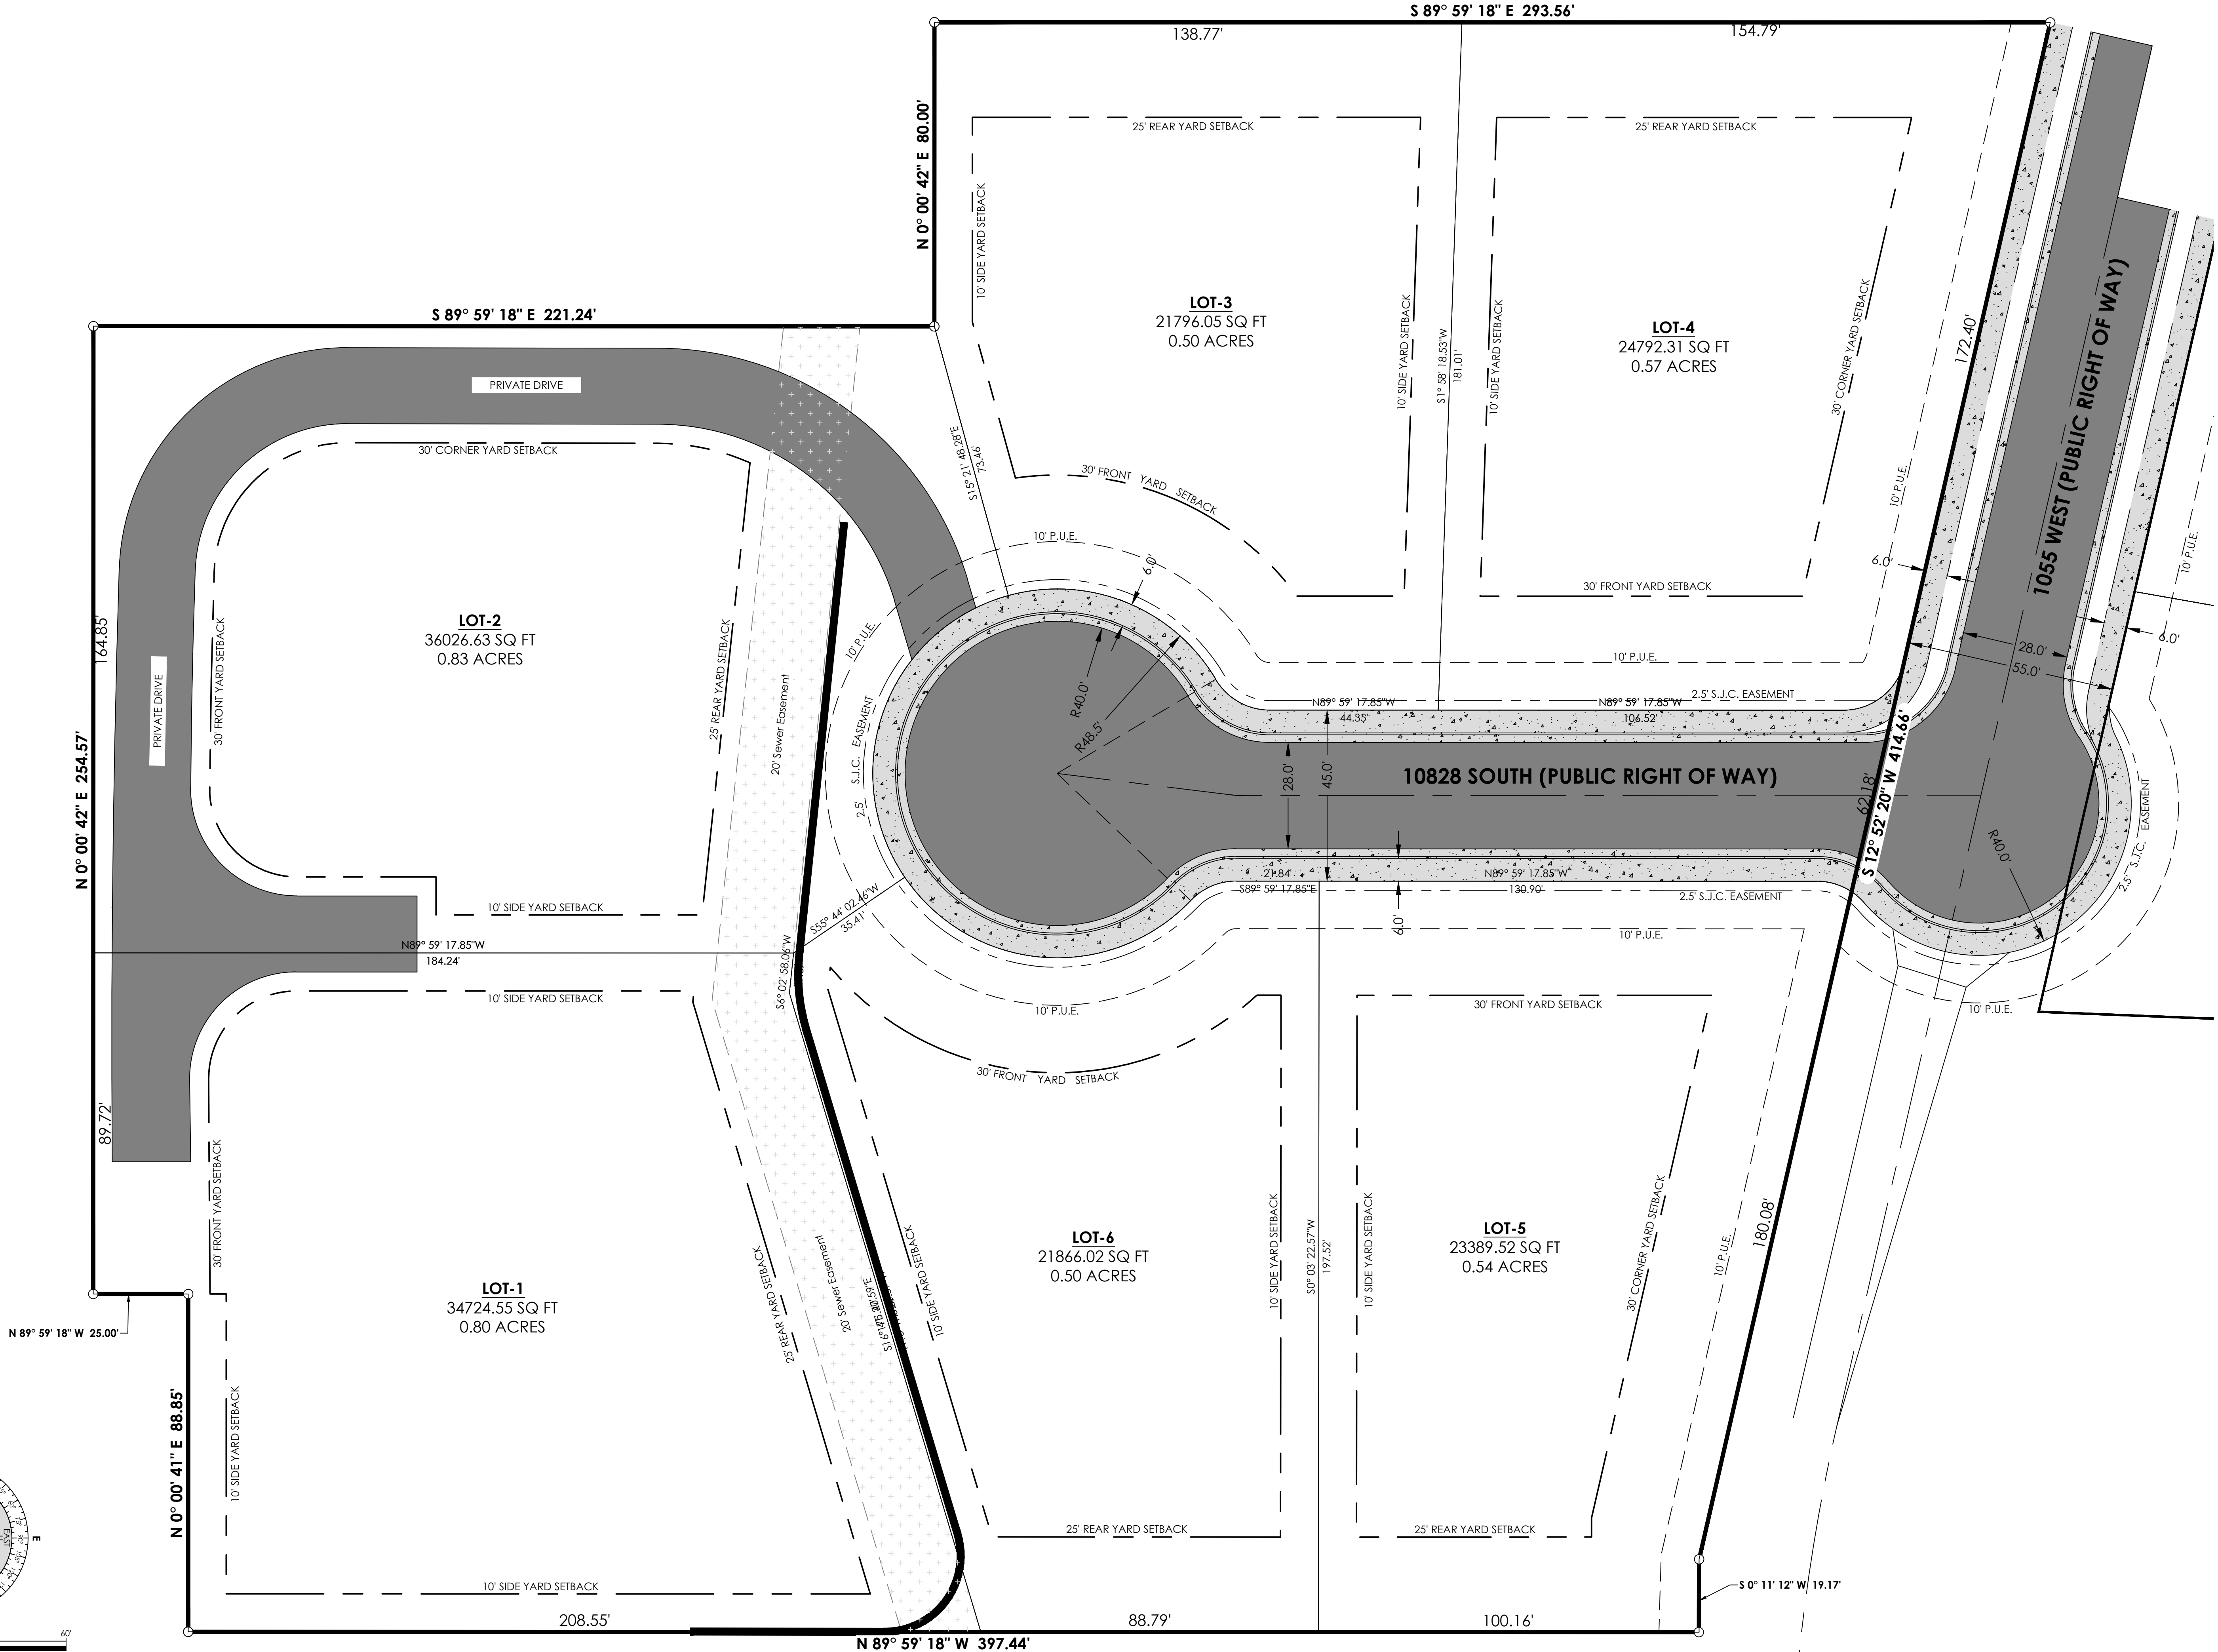 S 89° 59' 18" E  293.56'
138.77'
154.79'
N 0° 00' 42" E  80.00'
25' REAR YARD SETBACK
25' REAR YARD SETBACK
10' SIDE YARD SETBACK
LOT-3
21796.05 SQ FT
0.50 ACRES
10' SIDE YARD SETBACK
S1° 58' 18.53"W
181.01'
10' SIDE YARD SETBACK
LOT-4
24792.31 SQ FT
0.57 ACRES
30' CORNER YARD SETBACK
172.40'
10' P.U.E.
1055 WEST (PUBLIC RIGHT OF WAY)
10' P.U.E.
S 89° 59' 18" E  221.24'
PRIVATE DRIVE
30' CORNER YARD SETBACK
S15° 21' 48.28"E
73.46'
30' FRONT YARD SETBACK
10' P.U.E.
6.0'
30' FRONT YARD SETBACK
6.0'
6.0'
28.0'
55.0'
164.85'
LOT-2
36026.63 SQ FT
0.83 ACRES
30' FRONT YARD SETBACK
PRIVATE DRIVE
25' REAR YARD SETBACK
20' Sewer Easement
10' P.U.E.
2.5' S.J.C. EASEMENT
R40.0'
R48.5'
10' P.U.E.
2.5' S.J.C. EASEMENT
N89° 59' 17.85"W
44.35'
N89° 59' 17.85"W
106.52'
28.0'
45.0'
10828 SOUTH (PUBLIC RIGHT OF WAY)
62.18'
S 12° 52' 20" W  414.66'
R40.0'
2.5' S.J.C. EASEMENT
N 0° 00' 42" E  254.57'
21.84'
S89° 59' 17.85"E
N89° 59' 17.85"W
130.90'
2.5' S.J.C. EASEMENT
6.0'
10' P.U.E.
10' SIDE YARD SETBACK
S55° 44' 02.46"W
35.41'
N89° 59' 17.85"W
184.24'
S6° 02' 58.06"W
10' SIDE YARD SETBACK
10' P.U.E.
30' FRONT YARD SETBACK
10' P.U.E.
30' FRONT YARD SETBACK
89.72'
30' FRONT YARD SETBACK
LOT-1
34724.55 SQ FT
0.80 ACRES
25' REAR YARD SETBACK
20' Sewer Easement
10' SIDE YARD SETBACK
LOT-6
21866.02 SQ FT
0.50 ACRES
10' SIDE YARD SETBACK
S0° 03' 22.57"W
197.52'
10' SIDE YARD SETBACK
LOT-5
23389.52 SQ FT
0.54 ACRES
30' CORNER YARD SETBACK
10' P.U.E.
180.08'
N 89° 59' 18" W  25.00'
N 0° 00' 41" E  88.85'
10' SIDE YARD SETBACK
25' REAR YARD SETBACK
25' REAR YARD SETBACK
10' SIDE YARD SETBACK
S 0° 11' 12" W  19.17'
208.55'
88.79'
100.16'
N 89° 59' 18" W  397.44'
E
EAST
60'